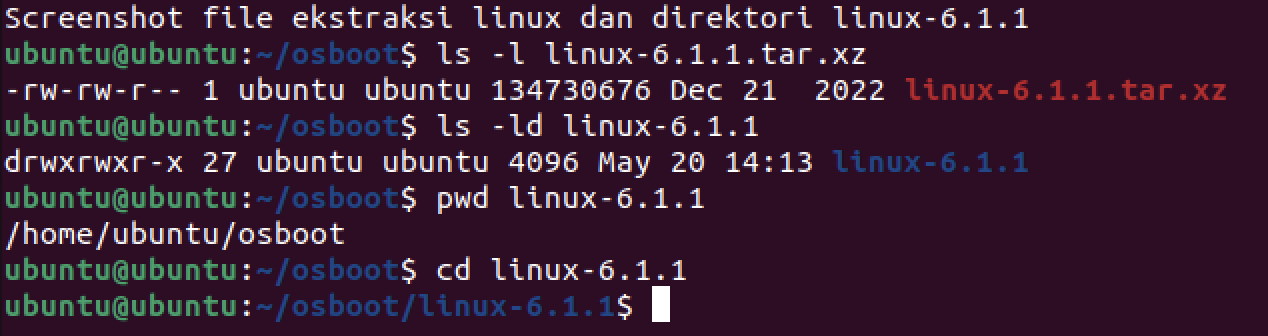 Screenshot file ekstraksi linux dan direktori linux-6.1.1
ubuntu@ubuntu:~/osboot$ ls -l linux-6.1.1.tar.xz
-rw-rw-r-- 1 ubuntu ubuntu 134730676 Dec 21  2022 linux-6.1.1.tar.xz
ubuntu@ubuntu:~/osboot$ ls -ld linux-6.1.1
drwxrwxr-x 27 ubuntu ubuntu 4096 May 20 14:13 linux-6.1.1
ubuntu@ubuntu:~/osboot$ pwd linux-6.1.1
/home/ubuntu/osboot
ubuntu@ubuntu:~/osboot$ cd linux-6.1.1
ubuntu@ubuntu:~/osboot/linux-6.1.1$